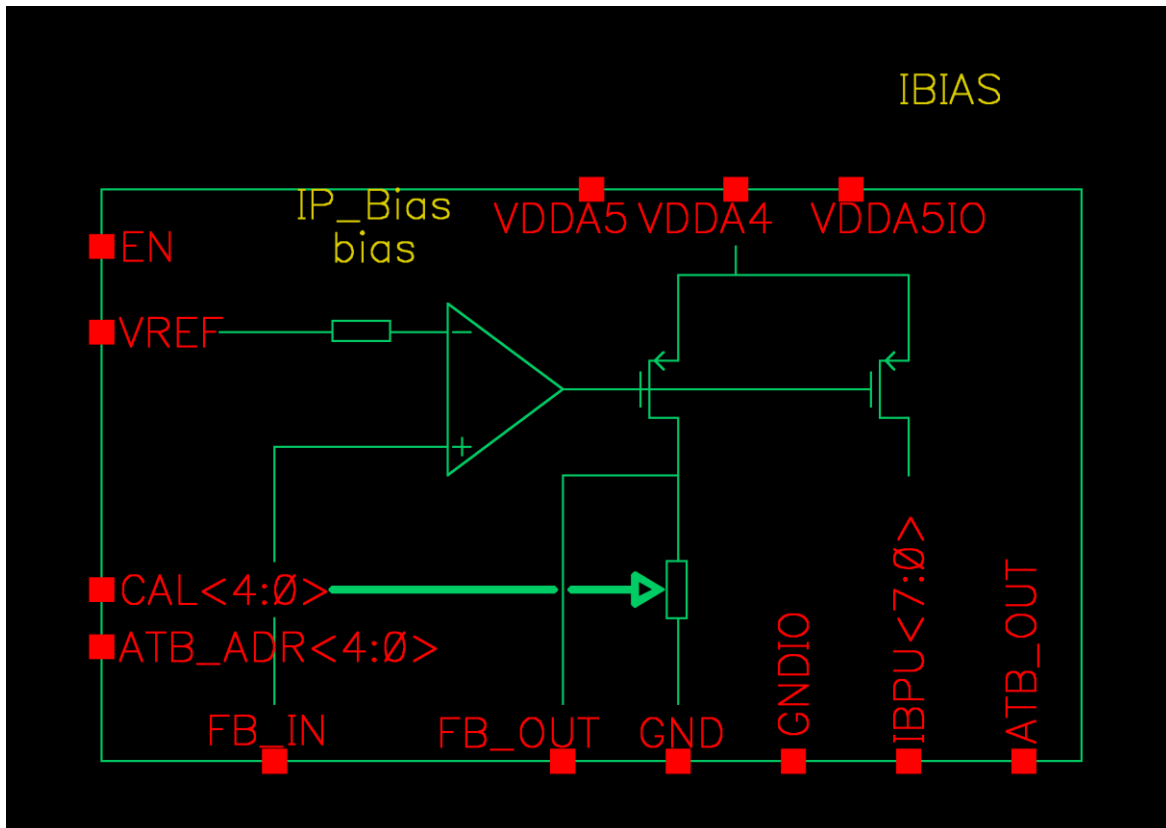 IBIAS
IP_Bias
bias
VDDA5
VDDA4
VDDA5IO
EN
VREF
−
+
CAL<4:0>
ATB_ADR<4:0>
FB_IN
FB_OUT
GND
GNDIO
IBPU<7:0>
ATB_OUT